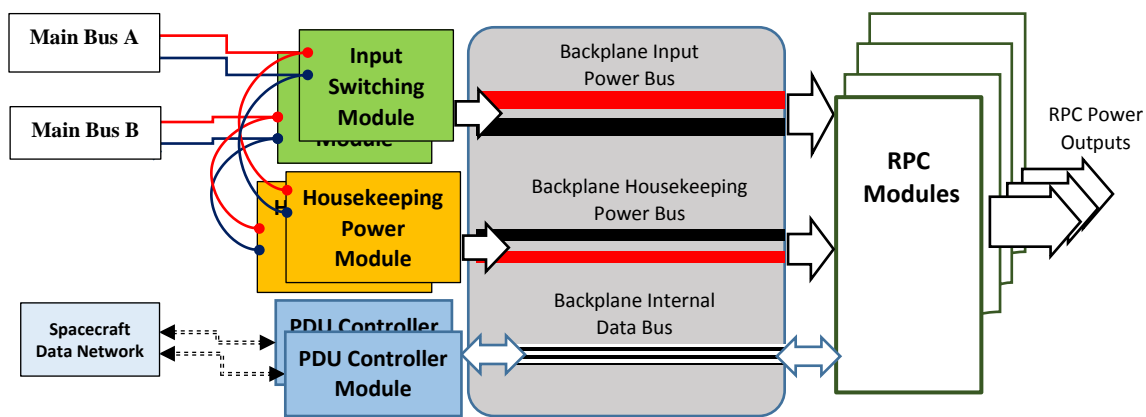 Main Bus A
Main Bus B
Input
Switching
Module
Module
H
Housekeeping
Power
Module
Spacecraft
Data Network
PDU Controller
PDU Controller
Module
Backplane Input
Power Bus
Backplane Housekeeping
Power Bus
Backplane Internal
Data Bus
RPC
Modules
RPC Power
Outputs